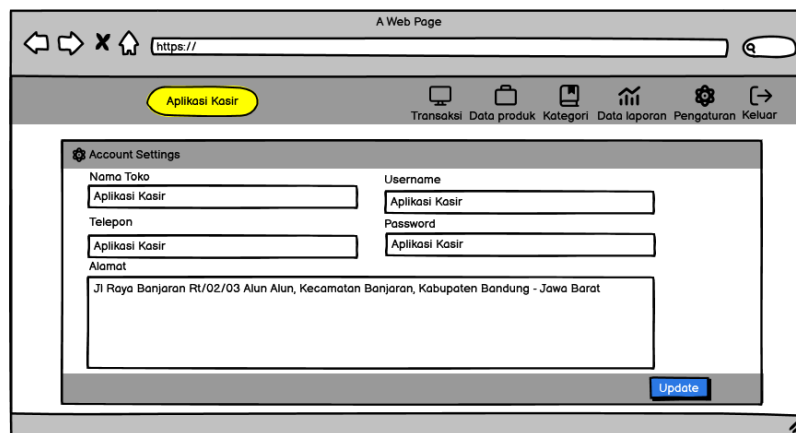 A Web Page
https://
Aplikasi Kasir
Transaksi Data produk Kategori Data laporan Pengaturan Keluar
Account Settings
Nama Toko
Aplikasi Kasir
Username
Aplikasi Kasir
Telepon
Aplikasi Kasir
Password
Aplikasi Kasir
Alamat
Jl Raya Banjaran Rt/02/03 Alun Alun, Kecamatan Banjaran, Kabupaten Bandung - Jawa Barat
Update